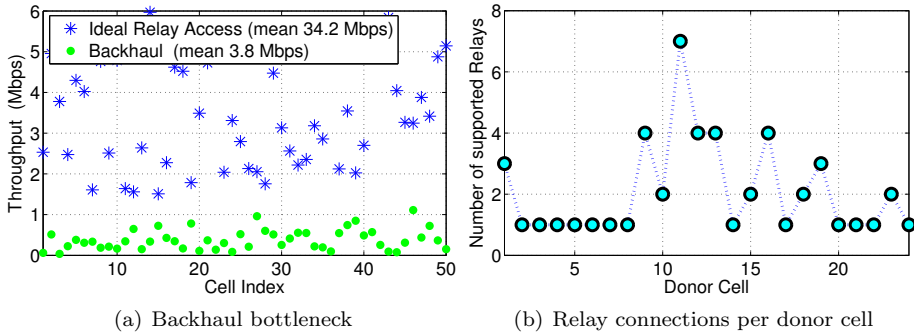 Ideal Relay Access (mean 34.2 Mbps)
Backhaul (mean 3.8 Mbps)
Throughput (Mbps)
6
5
4
3
2
1
0
10 20 30 40 50
Cell Index
(a) Backhaul bottleneck
Number of supported Relays
8
6
4
2
0
5 10 15 20
Donor Cell
(b) Relay connections per donor cell